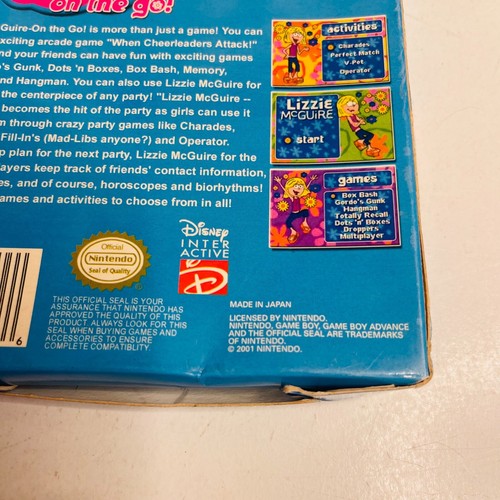 on the go!
Guire-On the Go! is more than just a game! You can
xciting arcade game "When Cheerleaders Attack!"
nd your friends can have fun with exciting games
's Gunk, Dots 'n Boxes, Box Bash, Memory,
nd Hangman. You can also use Lizzie McGuire for
the centerpiece of any party! "Lizzie McGuire --
becomes the hit of the party as girls can use it
m through crazy party games like Charades,
Fill-In's (Mad-Libs anyone?) and Operator.
p plan for the next party, Lizzie McGuire for the
layers keep track of friends' contact information,
es, and of course, horoscopes and biorhythms!
ames and activities to choose from in all!
activities
Charades
Perfect Match
V-Pet
Operator
LIZZIE
McGUIRE
start
games
Box Bash
Gordo's Gunk
Hangman
Totally Recall
Dots 'n' Boxes
Droppers
Multiplayer
Official
Nintendo
Seal of Quality
Disney
INTER
ACTIVE
D
THIS OFFICIAL SEAL IS YOUR
ASSURANCE THAT NINTENDO HAS
APPROVED THE QUALITY OF THIS
PRODUCT. ALWAYS LOOK FOR THIS
SEAL WHEN BUYING GAMES AND
ACCESSORIES TO ENSURE
COMPLETE COMPATIBLITY.
MADE IN JAPAN
LICENSED BY NINTENDO.
NINTENDO, GAME BOY, GAME BOY ADVANCE
AND THE OFFICIAL SEAL ARE TRADEMARKS
OF NINTENDO.
© 2001 NINTENDO.
6